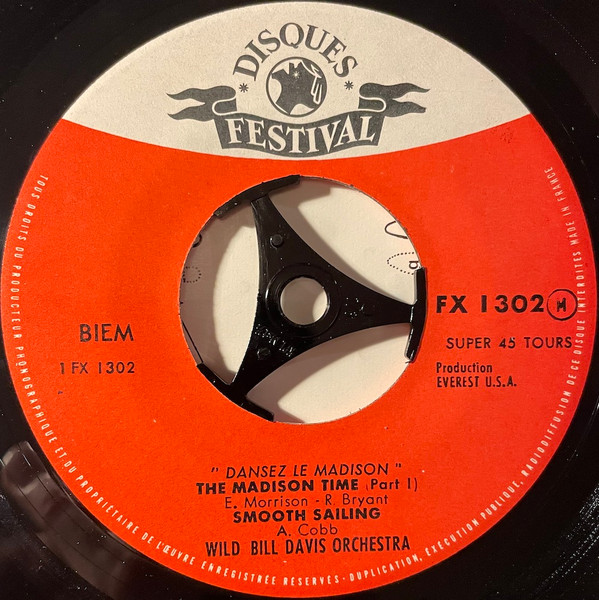 DISQUES
FESTIVAL
BIEM
1 FX 1302
FX 1302 M
SUPER 45 TOURS
Production
EVEREST U.S.A.
" DANSEZ LE MADISON "
THE MADISON TIME (Part 1)
E. Morrison - R. Bryant
SMOOTH SAILING
A. Cobb
WILD BILL DAVIS ORCHESTRA
TOUS DROITS DU PRODUCTEUR PHONOGRAPHIQUE ET DU PROPRIETAIRE DE L'ŒUVRE ENREGISTRÉE RÉSERVÉS - DUPLICATION, EXÉCUTION PUBLIQUE, RADIODIFFUSION DE CE DISQUE INTERDITES MADE IN FRANCE